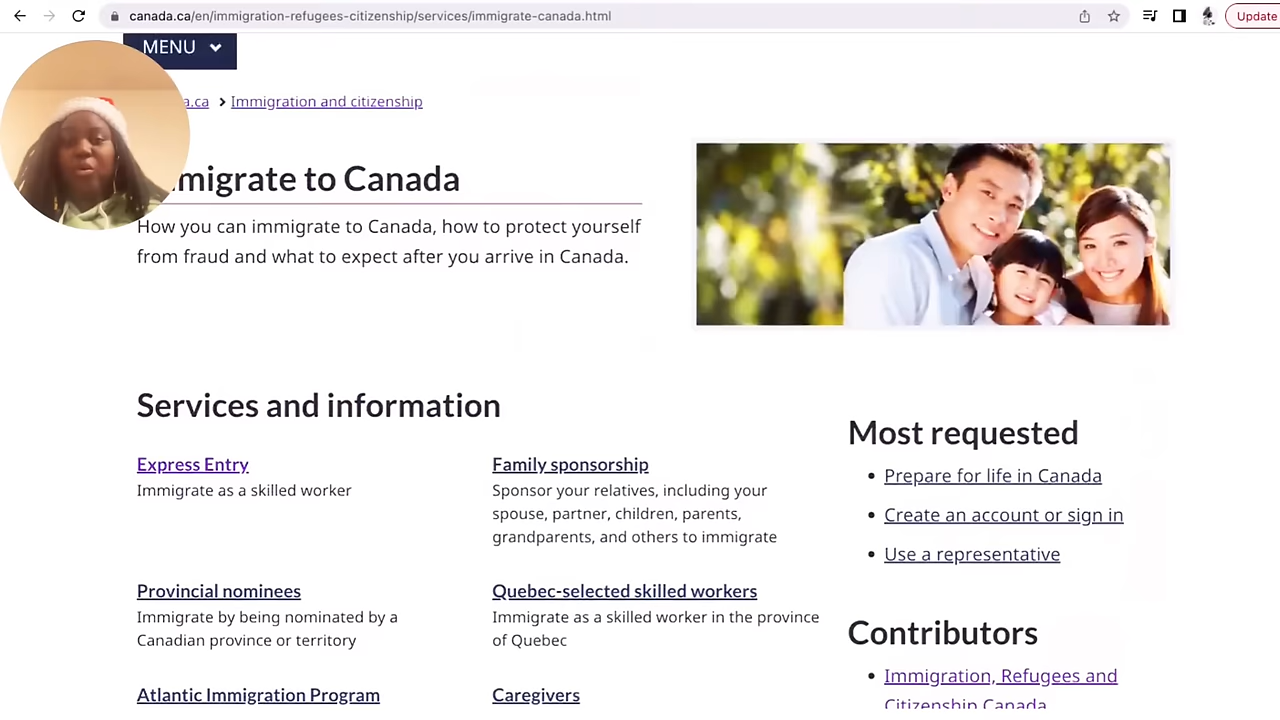 canada.ca/en/immigration-refugees-citizenship/services/immigrate-canada.html
Update
MENU
a.ca > Immigration and citizenship
migrate to Canada
How you can immigrate to Canada, how to protect yourself
from fraud and what to expect after you arrive in Canada.
Services and information
Express Entry
Immigrate as a skilled worker
Family sponsorship
Sponsor your relatives, including your
spouse, partner, children, parents,
grandparents, and others to immigrate
Provincial nominees
Immigrate by being nominated by a
Canadian province or territory
Quebec-selected skilled workers
Immigrate as a skilled worker in the province
of Quebec
Atlantic Immigration Program
Caregivers
Most requested
• Prepare for life in Canada
• Create an account or sign in
• Use a representative
Contributors
• Immigration, Refugees and
Citizenship Canada